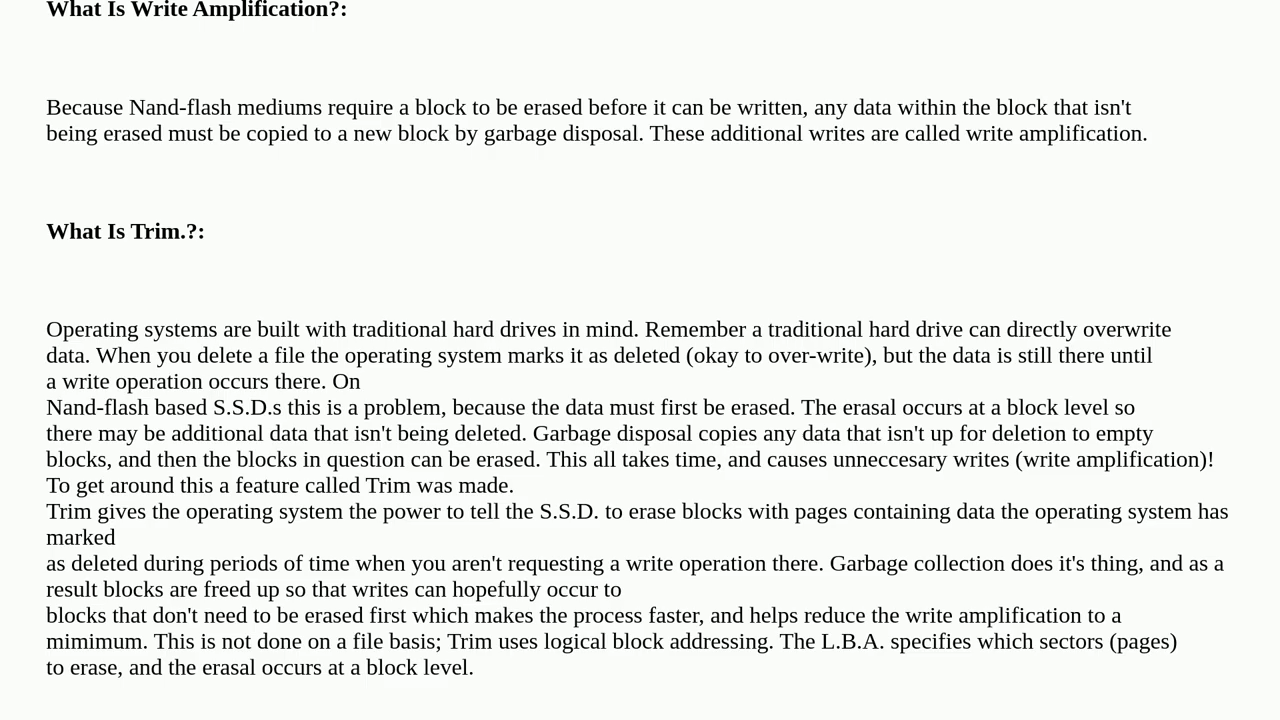 What Is Write Amplification?:
Because Nand-flash mediums require a block to be erased before it can be written, any data within the block that isn't
being erased must be copied to a new block by garbage disposal. These additional writes are called write amplification.
What Is Trim.?:
Operating systems are built with traditional hard drives in mind. Remember a traditional hard drive can directly overwrite
data. When you delete a file the operating system marks it as deleted (okay to over-write), but the data is still there until
a write operation occurs there. On
Nand-flash based S.S.D.s this is a problem, because the data must first be erased. The erasal occurs at a block level so
there may be additional data that isn't being deleted. Garbage disposal copies any data that isn't up for deletion to empty
blocks, and then the blocks in question can be erased. This all takes time, and causes unneccesary writes (write amplification)!
To get around this a feature called Trim was made.
Trim gives the operating system the power to tell the S.S.D. to erase blocks with pages containing data the operating system has
marked
as deleted during periods of time when you aren't requesting a write operation there. Garbage collection does it's thing, and as a
result blocks are freed up so that writes can hopefully occur to
blocks that don't need to be erased first which makes the process faster, and helps reduce the write amplification to a
mimimum. This is not done on a file basis; Trim uses logical block addressing. The L.B.A. specifies which sectors (pages)
to erase, and the erasal occurs at a block level.